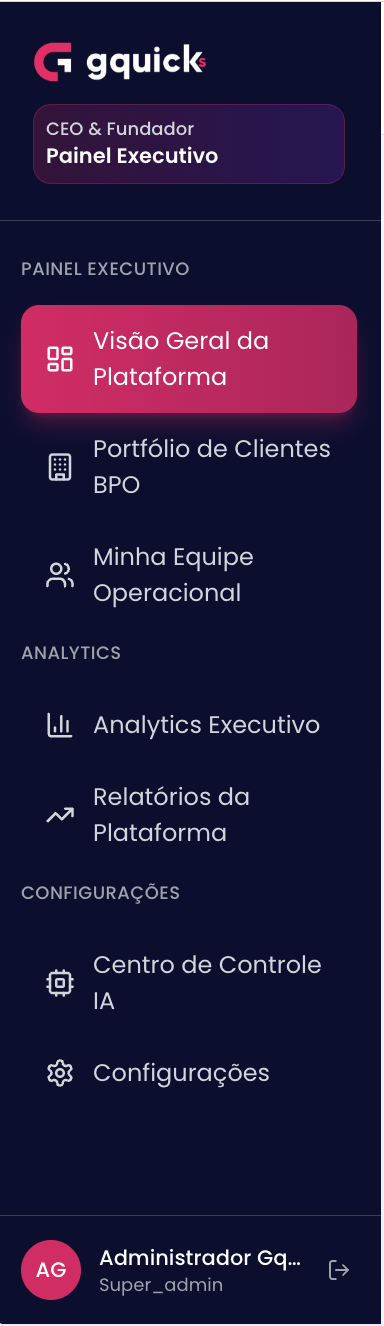 gquicks
CEO & Fundador
Painel Executivo
PAINEL EXECUTIVO
Visão Geral da
Plataforma
Portfólio de Clientes
BPO
Minha Equipe
Operacional
ANALYTICS
Analytics Executivo
Relatórios da
Plataforma
CONFIGURAÇÕES
Centro de Controle
IA
Configurações
AG
Administrador Gq...
Super_admin